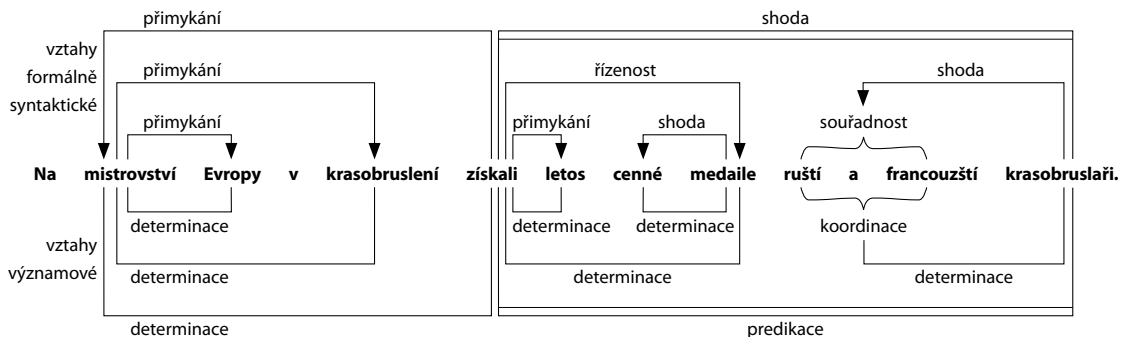 přimykání shoda
vztahy
formálně
syntaktické
přimykání řízenost shoda
přimykání přimykání shoda souřadnost
Na mistrovství Evropy v krasobruslení získali letos cenné medaile ruští a francouzští krasobruslaři.
determinace determinace determinace koordinace
vztahy
významové
determinace determinace determinace
determinace predikace